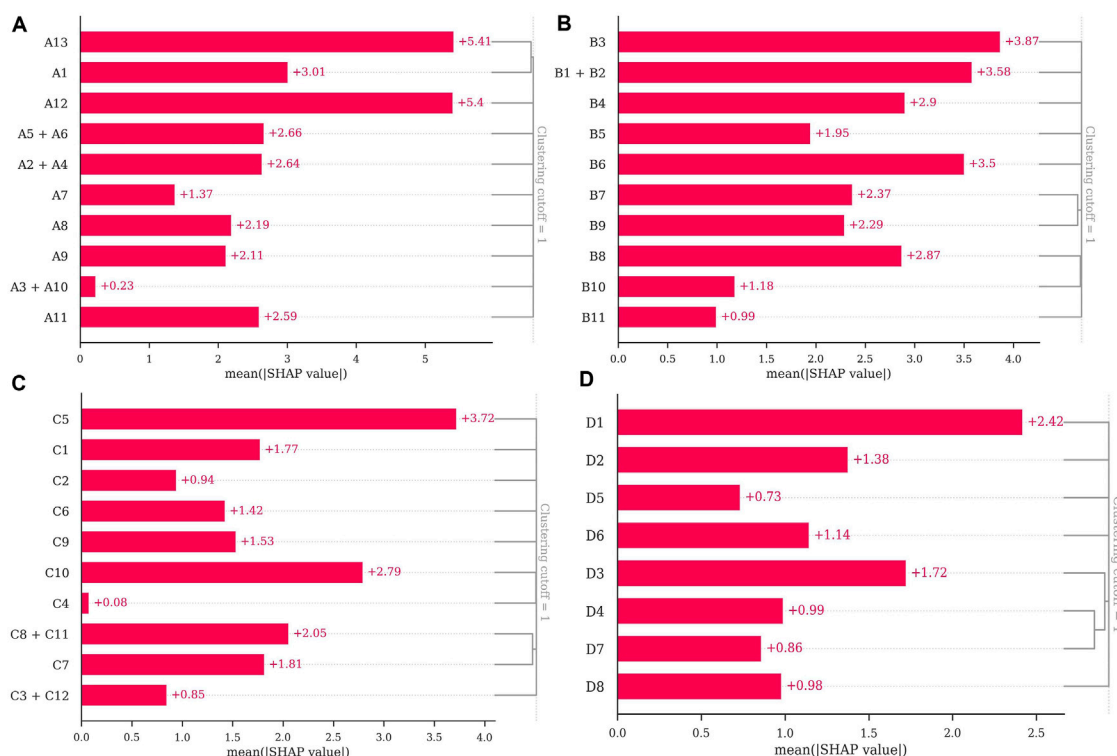 A
A13 +5.41
A1 +3.01
A12 +5.4
A5 + A6 +2.66
A2 + A4 +2.64
A7 +1.37
A8 +2.19
A9 +2.11
A3 + A10 +0.23
A11 +2.59
0 1 2 3 4 5
mean(|SHAP value|)
Clustering cutoff = 1
B
B3 +3.87
B1 + B2 +3.58
B4 +2.9
B5 +1.95
B6 +3.5
B7 +2.37
B9 +2.29
B8 +2.87
B10 +1.18
B11 +0.99
0.0 0.5 1.0 1.5 2.0 2.5 3.0 3.5 4.0
mean(|SHAP value|)
Clustering cutoff = 1
C
C5 +3.72
C1 +1.77
C2 +0.94
C6 +1.42
C9 +1.53
C10 +2.79
C4 +0.08
C8 + C11 +2.05
C7 +1.81
C3 + C12 +0.85
0.0 0.5 1.0 1.5 2.0 2.5 3.0 3.5 4.0
mean(|SHAP value|)
Clustering cutoff = 1
D
D1 +2.42
D2 +1.38
D5 +0.73
D6 +1.14
D3 +1.72
D4 +0.99
D7 +0.86
D8 +0.98
0.0 0.5 1.0 1.5 2.0 2.5
mean(|SHAP value|)
Clustering cutoff = 1